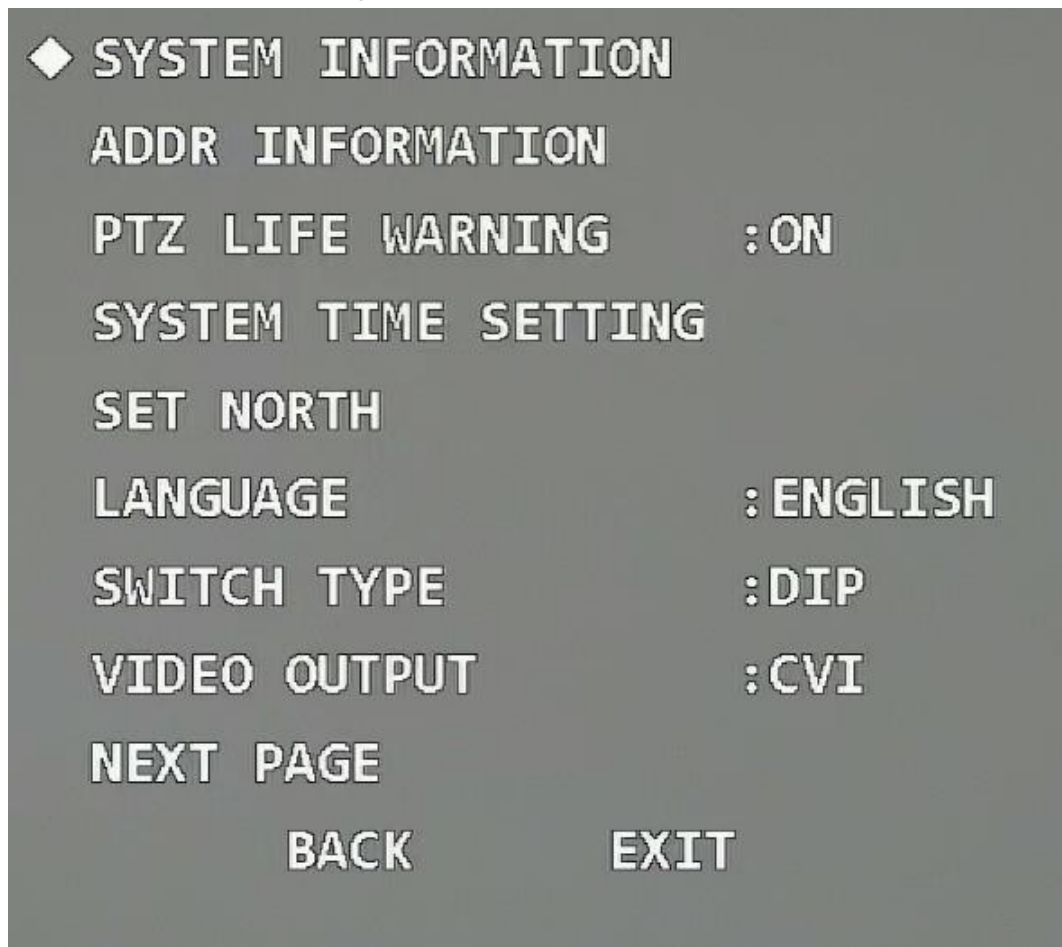 SYSTEM INFORMATION
ADDR INFORMATION
PTZ LIFE WARNING :ON
SYSTEM TIME SETTING
SET NORTH
LANGUAGE :ENGLISH
SWITCH TYPE :DIP
VIDEO OUTPUT :CVI
NEXT PAGE
BACK EXIT